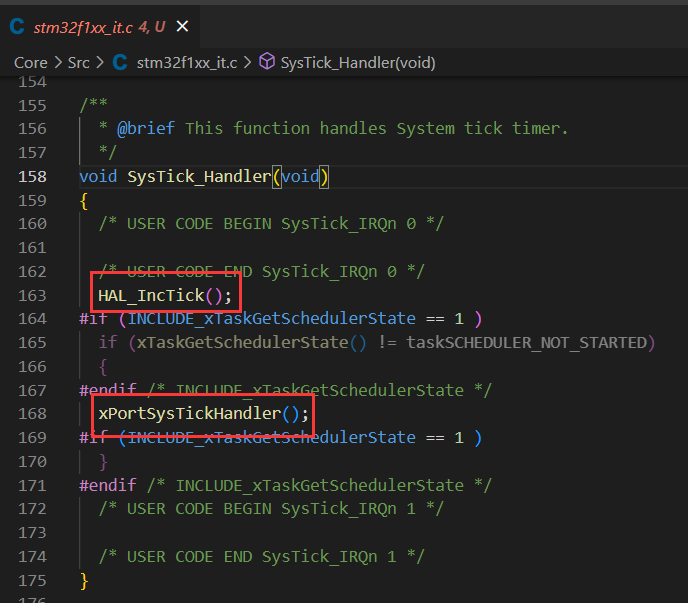 stm32f1xx_it.c 4, U ×
Core > Src > C stm32f1xx_it.c > SysTick_Handler(void)
154
155 /**
156 * @brief This function handles System tick timer.
157 */
158 void SysTick_Handler(void)
159 {
160 /* USER CODE BEGIN SysTick_IRQn 0 */
161
162 /* USER CODE END SysTick_IRQn 0 */
163 HAL_IncTick();
164 #if (INCLUDE_xTaskGetSchedulerState == 1 )
165 if (xTaskGetSchedulerState() != taskSCHEDULER_NOT_STARTED)
166 {
167 #endif /* INCLUDE_xTaskGetSchedulerState */
168 xPortSysTickHandler();
169 #if (INCLUDE_xTaskGetSchedulerState == 1 )
170 }
171 #endif /* INCLUDE_xTaskGetSchedulerState */
172 /* USER CODE BEGIN SysTick_IRQn 1 */
173
174 /* USER CODE END SysTick_IRQn 1 */
175 }
176